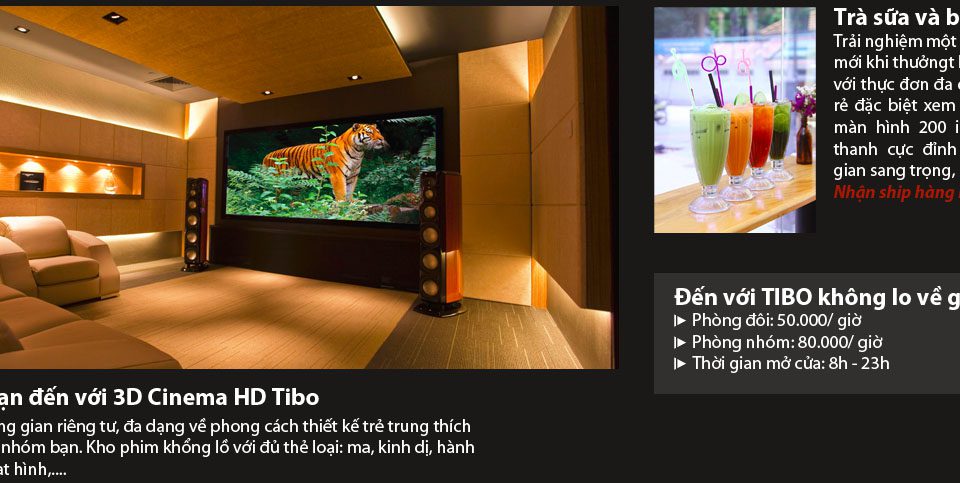 ạn đến với 3D Cinema HD Tibo
ng gian riêng tư, đa dạng về phong cách thiết kế trẻ trung thích
nhóm bạn. Kho phim khổng lồ với đủ thể loại: ma, kinh dị, hành
ạt hình,....
Trà sữa và b
Trải nghiệm một
mới khi thưởngt
với thực đơn đa
rẻ đặc biệt xem
màn hình 200 i
thanh cực đỉnh
gian sang trọng,
Nhận ship hàng
Đến với TIBO không lo về g
Phòng đôi: 50.000/ giờ
Phòng nhóm: 80.000/ giờ
Thời gian mở cửa: 8h - 23h